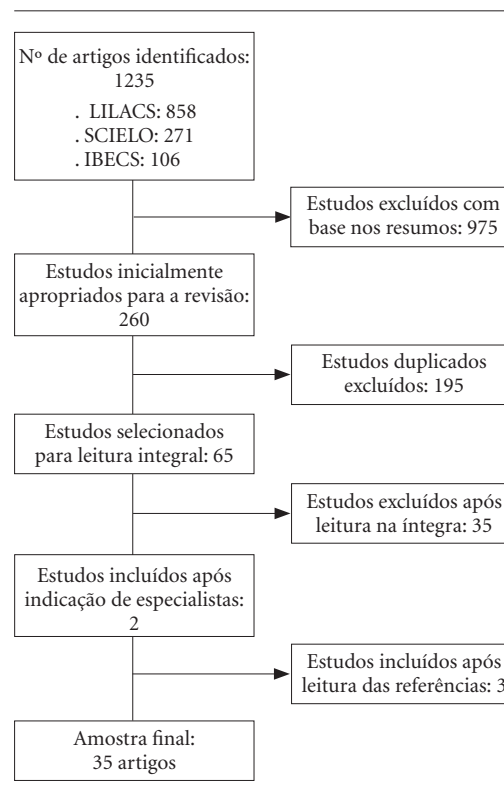 Nº de artigos identificados:
1235
. LILACS: 858
. SCIELO: 271
. IBECS: 106
Estudos excluídos com
base nos resumos: 975
Estudos inicialmente
apropriados para a revisão:
260
Estudos duplicados
excluídos: 195
Estudos selecionados
para leitura integral: 65
Estudos excluídos após
leitura na íntegra: 35
Estudos incluídos após
indicação de especialistas:
2
Estudos incluídos após
leitura das referências: 3
Amostra final:
35 artigos